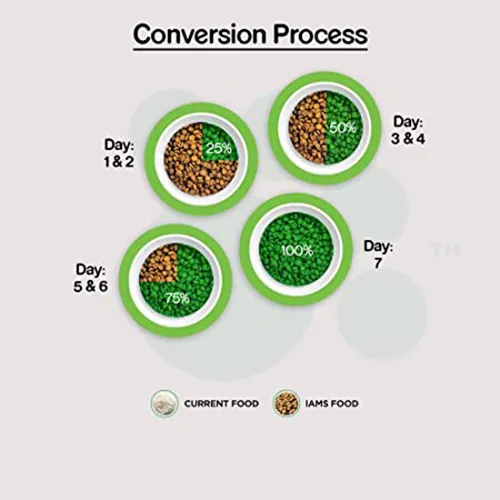 Conversion Process
Day:
1 & 2
25%
50%
Day:
3 & 4
Day:
5 & 6
75%
100%
Day:
7
TM
CURRENT FOOD
IAMS FOOD